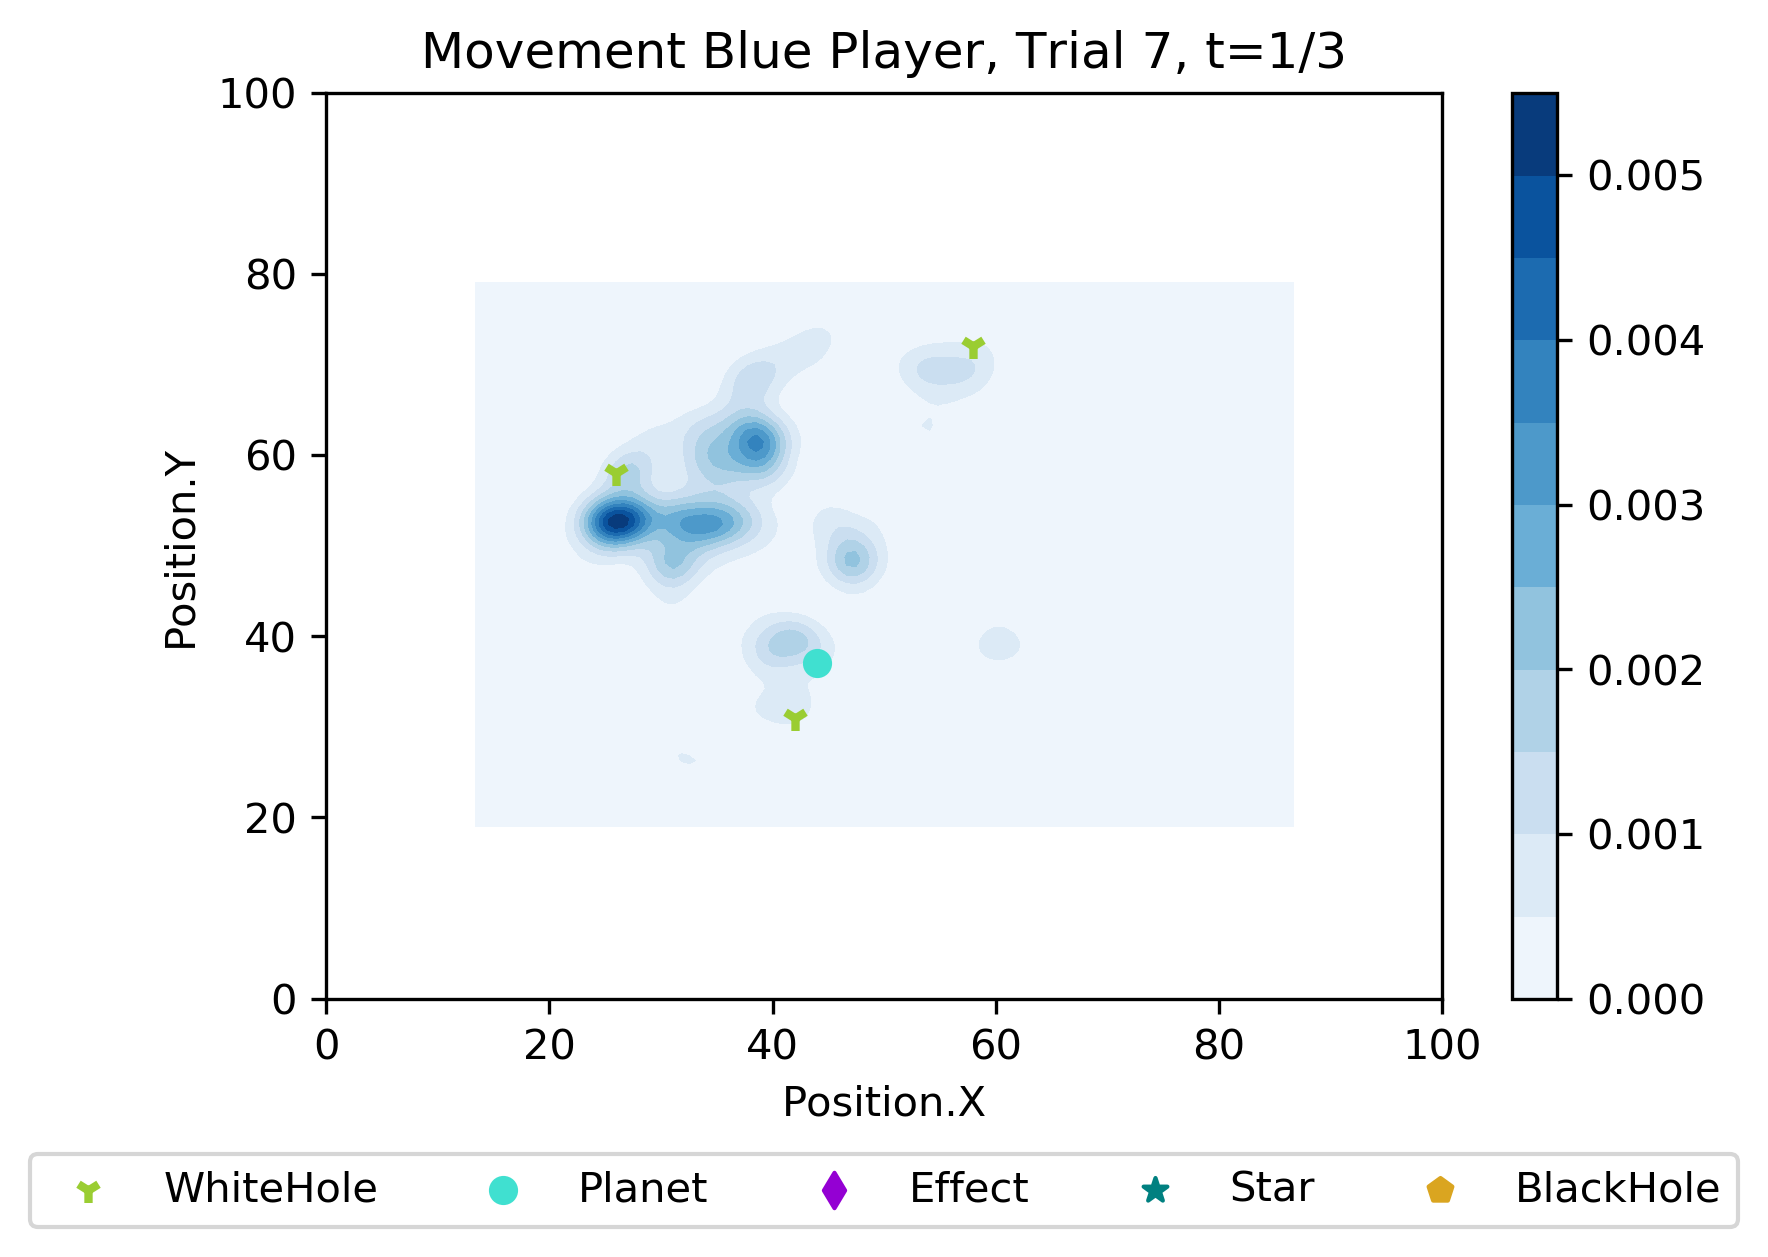 Movement Blue Player, Trial 7, t=1/3
100
80
60
40
20
0
Position.Y
0 20 40 60 80 100
Position.X
0.005
0.004
0.003
0.002
0.001
0.000
WhiteHole Planet Effect Star BlackHole